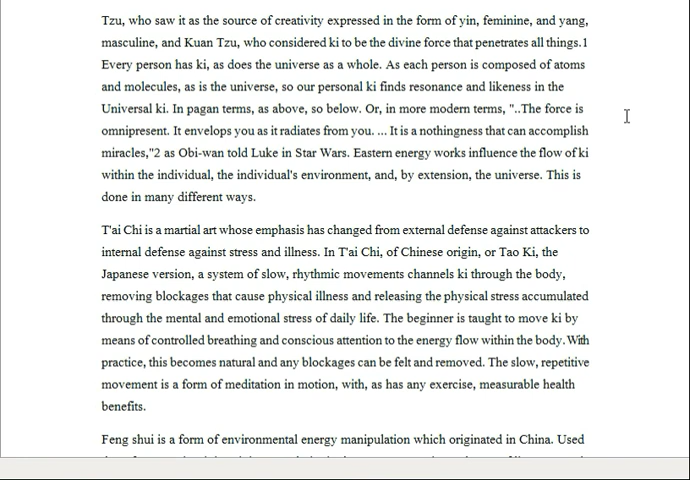 Tzu, who saw it as the source of creativity expressed in the form of yin, feminine, and yang,
masculine, and Kuan Tzu, who considered ki to be the divine force that penetrates all things.1
Every person has ki, as does the universe as a whole. As each person is composed of atoms
and molecules, as is the universe, so our personal ki finds resonance and likeness in the
Universal ki. In pagan terms, as above, so below. Or, in more modern terms, "..The force is
omnipresent. It envelops you as it radiates from you. ... It is a nothingness that can accomplish
miracles,"2 as Obi-wan told Luke in Star Wars. Eastern energy works influence the flow of ki
within the individual, the individual's environment, and, by extension, the universe. This is
done in many different ways.
T'ai Chi is a martial art whose emphasis has changed from external defense against attackers to
internal defense against stress and illness. In T'ai Chi, of Chinese origin, or Tao Ki, the
Japanese version, a system of slow, rhythmic movements channels ki through the body,
removing blockages that cause physical illness and releasing the physical stress accumulated
through the mental and emotional stress of daily life. The beginner is taught to move ki by
means of controlled breathing and conscious attention to the energy flow within the body. With
practice, this becomes natural and any blockages can be felt and removed. The slow, repetitive
movement is a form of meditation in motion, with, as has any exercise, measurable health
benefits.
Feng shui is a form of environmental energy manipulation which originated in China. Used